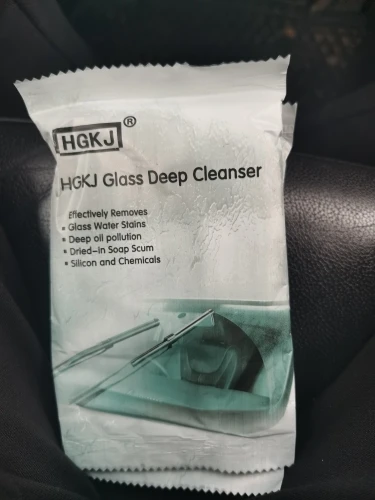 HGKJ®
HGKJ Glass Deep Cleanser
Effectively Removes
▪ Glass Water Stains
▪ Deep oil pollution
▪ Dried-in Soap Scum
▪ Silicon and Chemicals